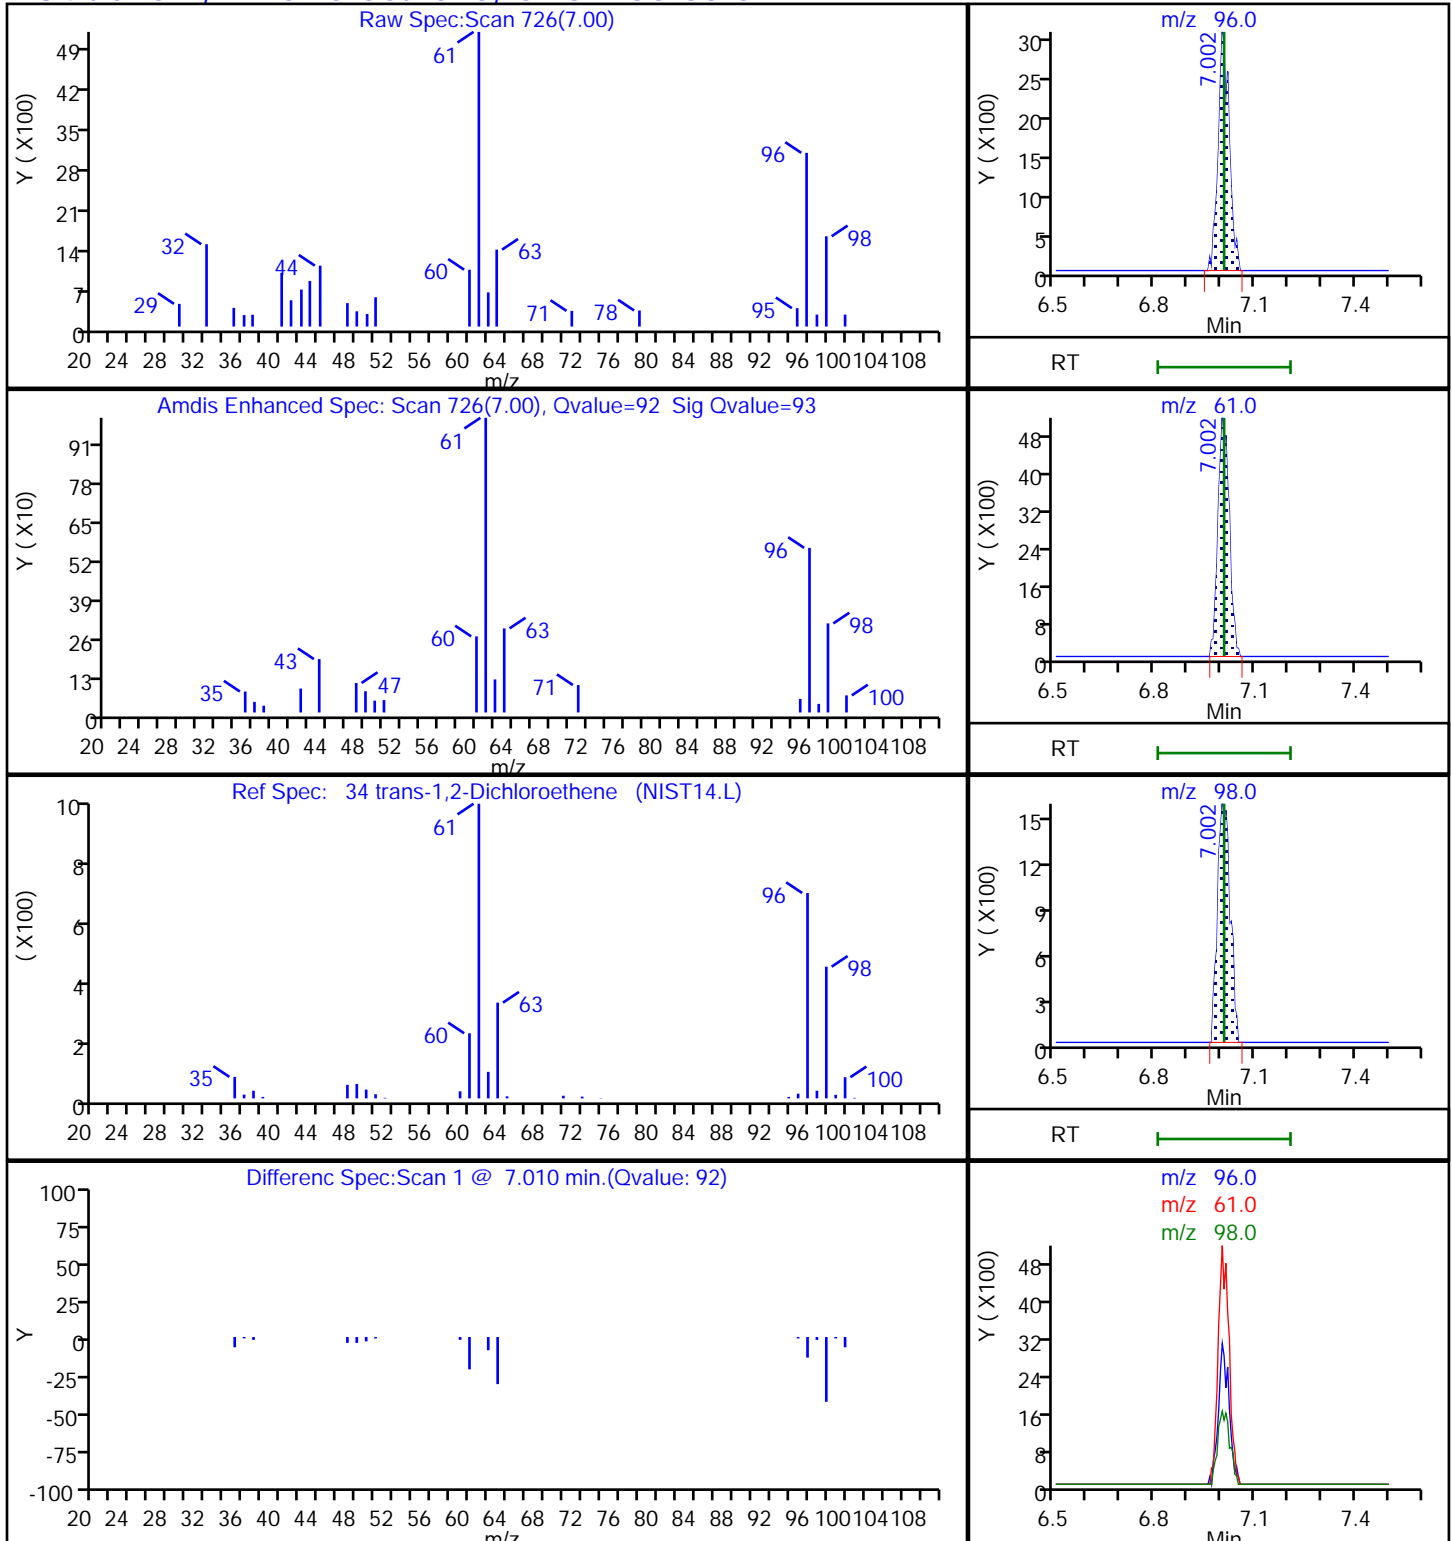 Raw Spec:Scan 726(7.00)
Y ( X100)
49
42
35
28
21
14
7
0
61
96
32
98
63
44
60
29
71
78
95
20 24 28 32 36 40 44 48 52 56 60 64 68 72 76 80 84 88 92 96 100 104 108
m/z
m/z 96.0
Y ( X100)
30
25
20
15
10
5
0
7.002
6.5 6.8 7.1 7.4
Min
RT
Amdis Enhanced Spec: Scan 726(7.00), Qvalue=92 Sig Qvalue=93
Y ( X10)
91
78
65
52
39
26
13
0
61
96
60
63
98
43
35
47
71
100
20 24 28 32 36 40 44 48 52 56 60 64 68 72 76 80 84 88 92 96 100 104 108
m/z
m/z 61.0
Y ( X100)
48
40
32
24
16
8
0
7.002
6.5 6.8 7.1 7.4
Min
RT
Ref Spec: 34 trans-1,2-Dichloroethene (NIST14.L)
( X100)
10
8
6
4
2
0
61
96
98
63
60
35
100
20 24 28 32 36 40 44 48 52 56 60 64 68 72 76 80 84 88 92 96 100 104 108
m/z 98.0
Y ( X100)
15
12
9
6
3
0
7.002
6.5 6.8 7.1 7.4
Min
RT
Differenc Spec:Scan 1 @ 7.010 min.(Qvalue: 92)
Y
100
75
50
25
0
-25
-50
-75
-100
20 24 28 32 36 40 44 48 52 56 60 64 68 72 76 80 84 88 92 96 100 104 108
m/z
m/z 96.0
m/z 61.0
m/z 98.0
Y ( X100)
48
40
32
24
16
8
0
6.5 6.8 7.1 7.4
Min